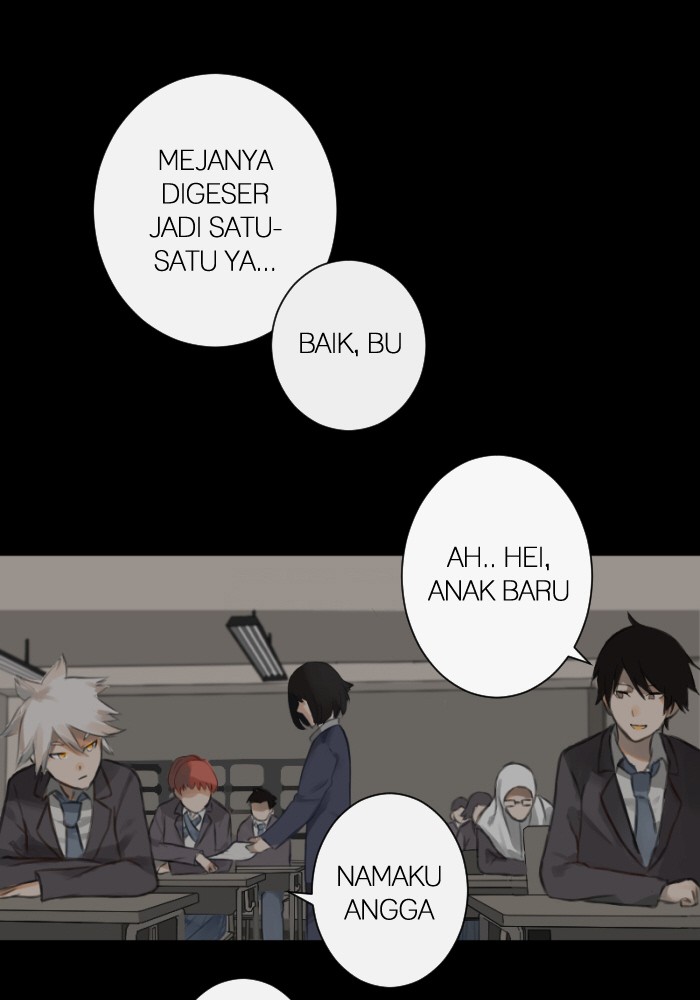 MEJANYA
DIGESER
JADI SATU-
SATU YA...
BAIK, BU
AH.. HEI,
ANAK BARU
NAMAKU
ANGGA